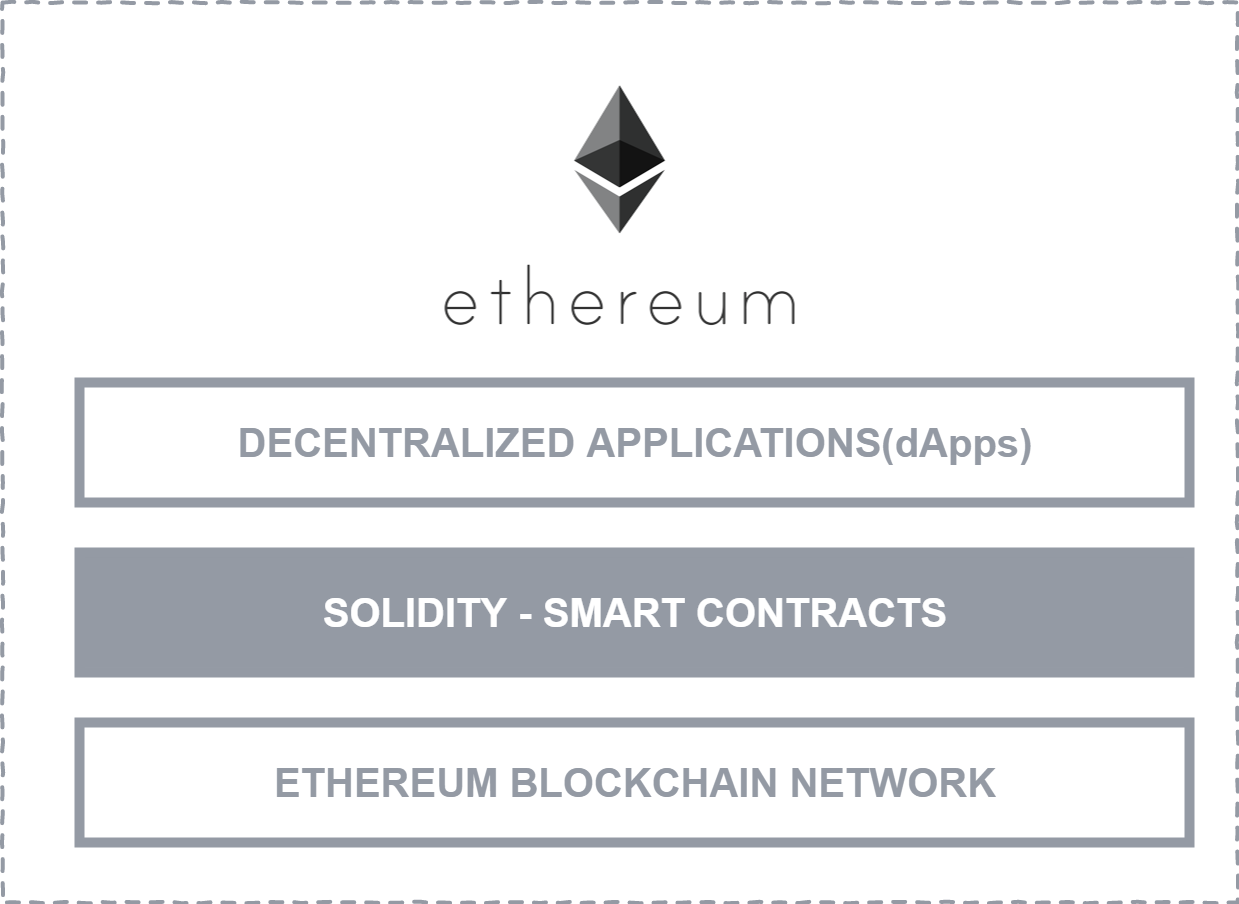 ethereum
DECENTRALIZED APPLICATIONS(dApps)
SOLIDITY - SMART CONTRACTS
ETHEREUM BLOCKCHAIN NETWORK